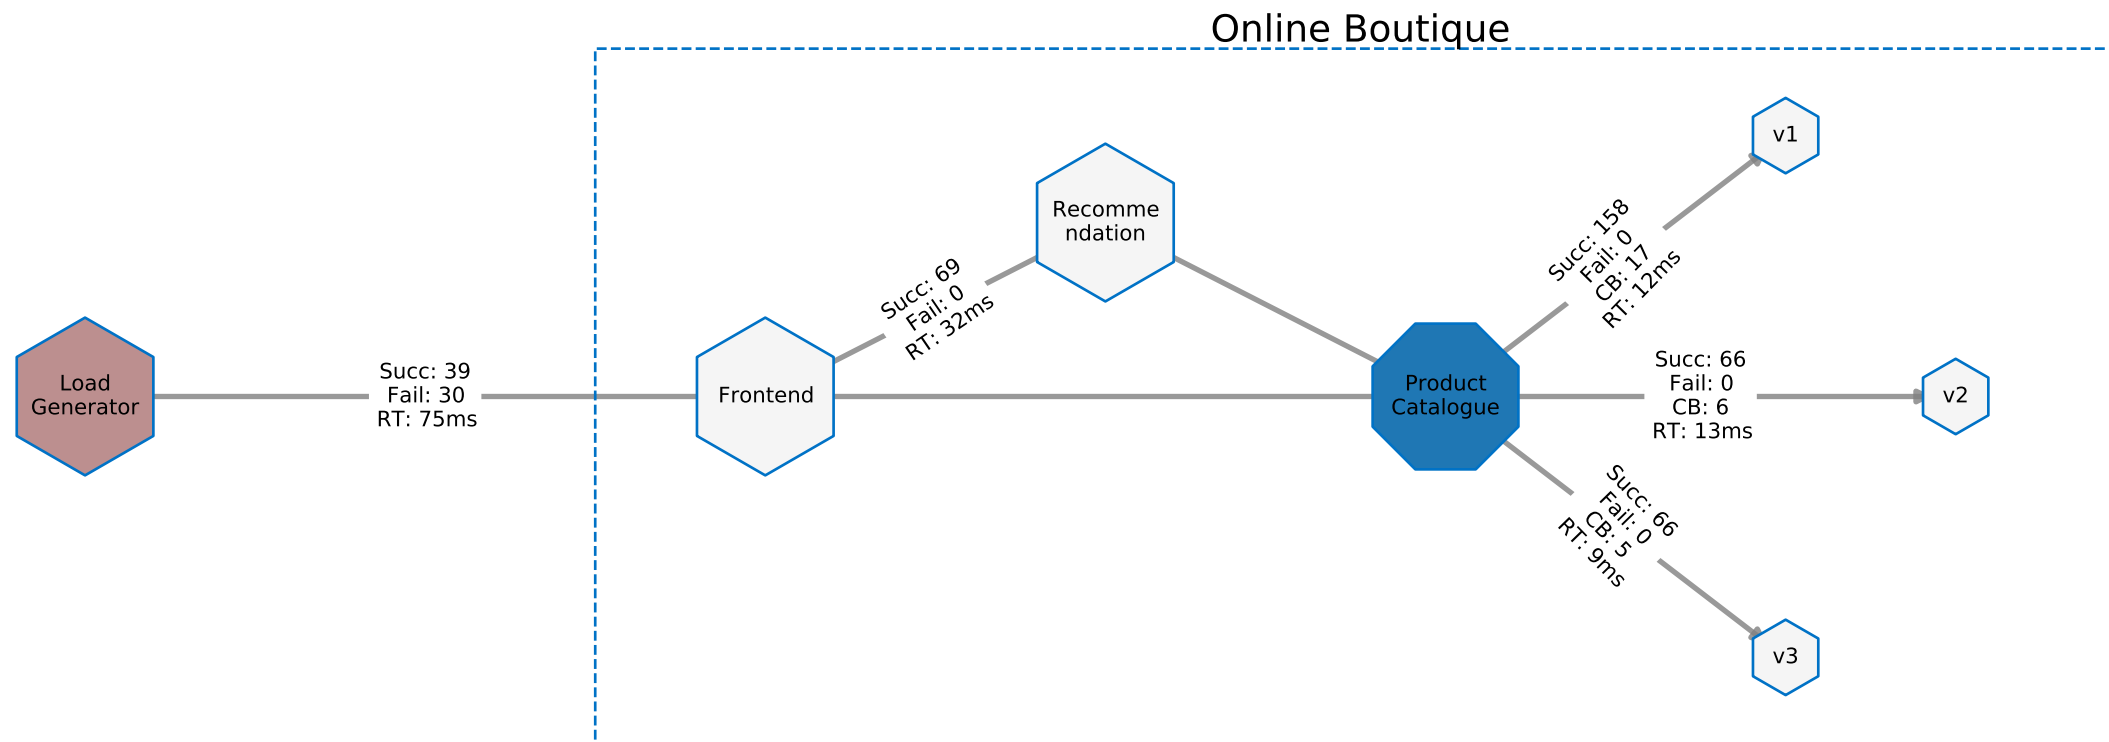 Online Boutique
Load
Generator
Succ: 39
Fail: 30
RT: 75ms
Frontend
Succ: 69
Fail: 0
RT: 32ms
Recomme
ndation
Product
Catalogue
Succ: 158
Fail: 0
CB: 17
RT: 12ms
v1
Succ: 66
Fail: 0
CB: 6
RT: 13ms
v2
Succ: 66
Fail: 0
CB: 5
RT: 9ms
v3